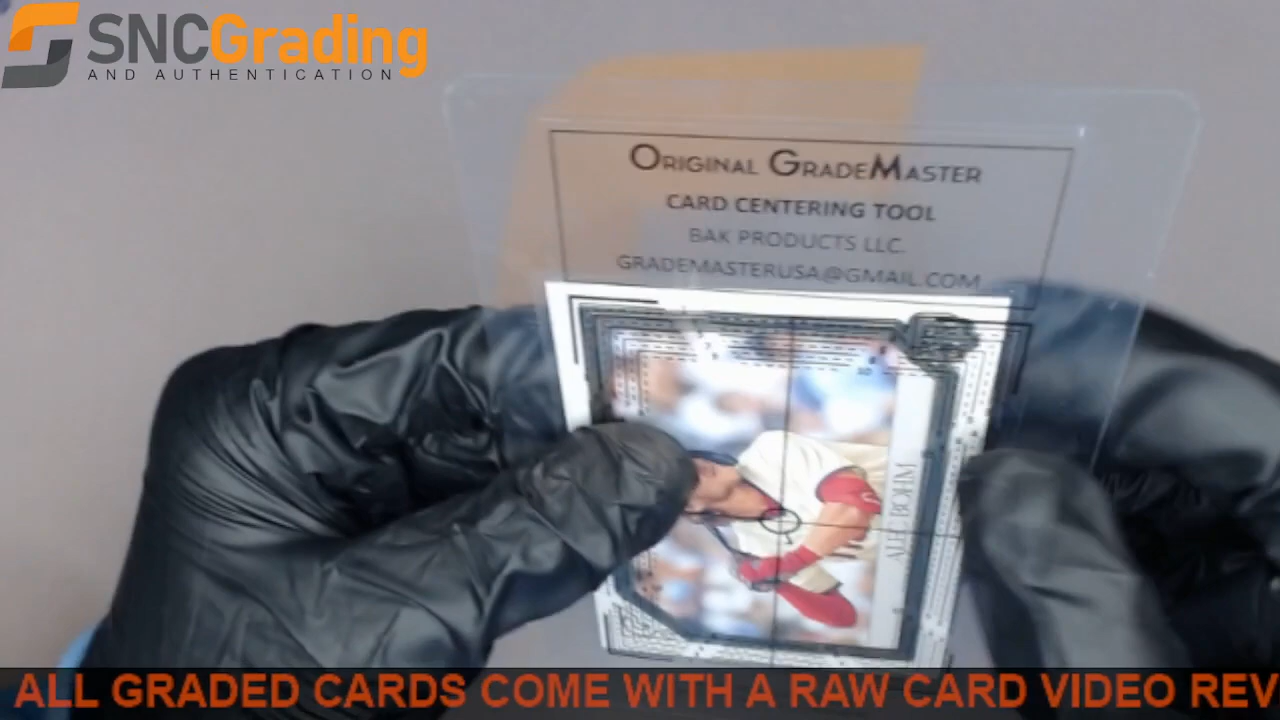 SNCGrading
AND AUTHENTICATION
ORIGINAL GRADEMASTER
CARD CENTERING TOOL
BAK PRODUCTS LLC.
GRADEMASTERUSA@GMAIL.COM
ALEC BOHM
ALL GRADED CARDS COME WITH A RAW CARD VIDEO REV